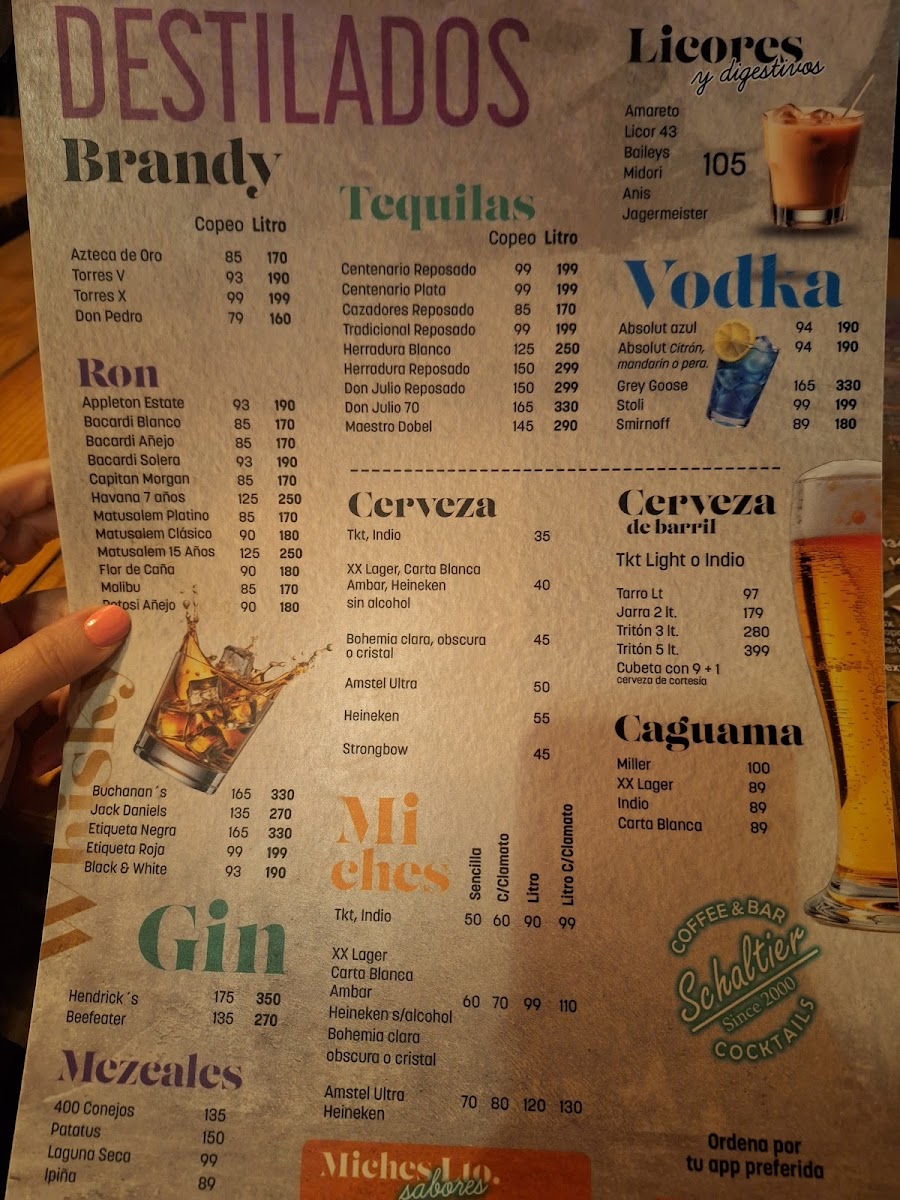 DESTILADOS
Brandy
Copeo Litro
Azteca de Oro 85 170
Torres V 93 190
Torres X 99 199
Don Pedro 79 160
Ron
Appleton Estate 93 190
Bacardi Blanco 85 170
Bacardi Añejo 85 170
Bacardi Solera 93 190
Capitan Morgan 85 170
Havana 7 años 125 250
Matusalem Platino 85 170
Matusalem Clásico 90 180
Matusalem 15 Años 125 250
Flor de Caña 90 180
Malibu 85 170
Potosi Añejo 90 180
Whisky
Buchanan´s 165 330
Jack Daniels 135 270
Etiqueta Negra 165 330
Etiqueta Roja 99 199
Black & White 93 190
Gin
Hendrick´s 175 350
Beefeater 135 270
Mezcales
400 Conejos 135
Patatus 150
Laguna Seca 99
Ipiña 89
Tequilas
Copeo Litro
Centenario Reposado 99 199
Centenario Plata 99 199
Cazadores Reposado 85 170
Tradicional Reposado 99 199
Herradura Blanco 125 250
Herradura Reposado 150 299
Don Julio Reposado 150 299
Don Julio 70 165 330
Maestro Dobel 145 290
Cerveza
Tkt, Indio 35
XX Lager, Carta Blanca
Ambar, Heineken 40
sin alcohol
Bohemia clara, obscura 45
o cristal
Amstel Ultra 50
Heineken 55
Strongbow 45
Mi
ches
Sencilla C/Clamato Litro Litro C/Clamato
Tkt, Indio 50 60 90 99
XX Lager
Carta Blanca
Ambar
Heineken s/alcohol 60 70 99 110
Bohemia clara
obscura o cristal
Amstel Ultra 70 80 120 130
Heineken
Miches Lto.
sabores
Licores
y digestivos
Amareto
Licor 43
Baileys 105
Midori
Anis
Jagermeister
Vodka
Absolut azul 94 190
Absolut Citrón, 94 190
mandarín o pera.
Grey Goose 165 330
Stoli 99 199
Smirnoff 89 180
Cerveza
de barril
Tkt Light o Indio
Tarro Lt 97
Jarra 2 lt. 179
Tritón 3 lt. 280
Tritón 5 lt. 399
Cubeta con 9 + 1
cerveza de cortesía
Caguama
Miller 100
XX Lager 89
Indio 89
Carta Blanca 89
COFFEE & BAR
Schaltier
Since 2000
COCKTAILS
Ordena por
tu app preferida